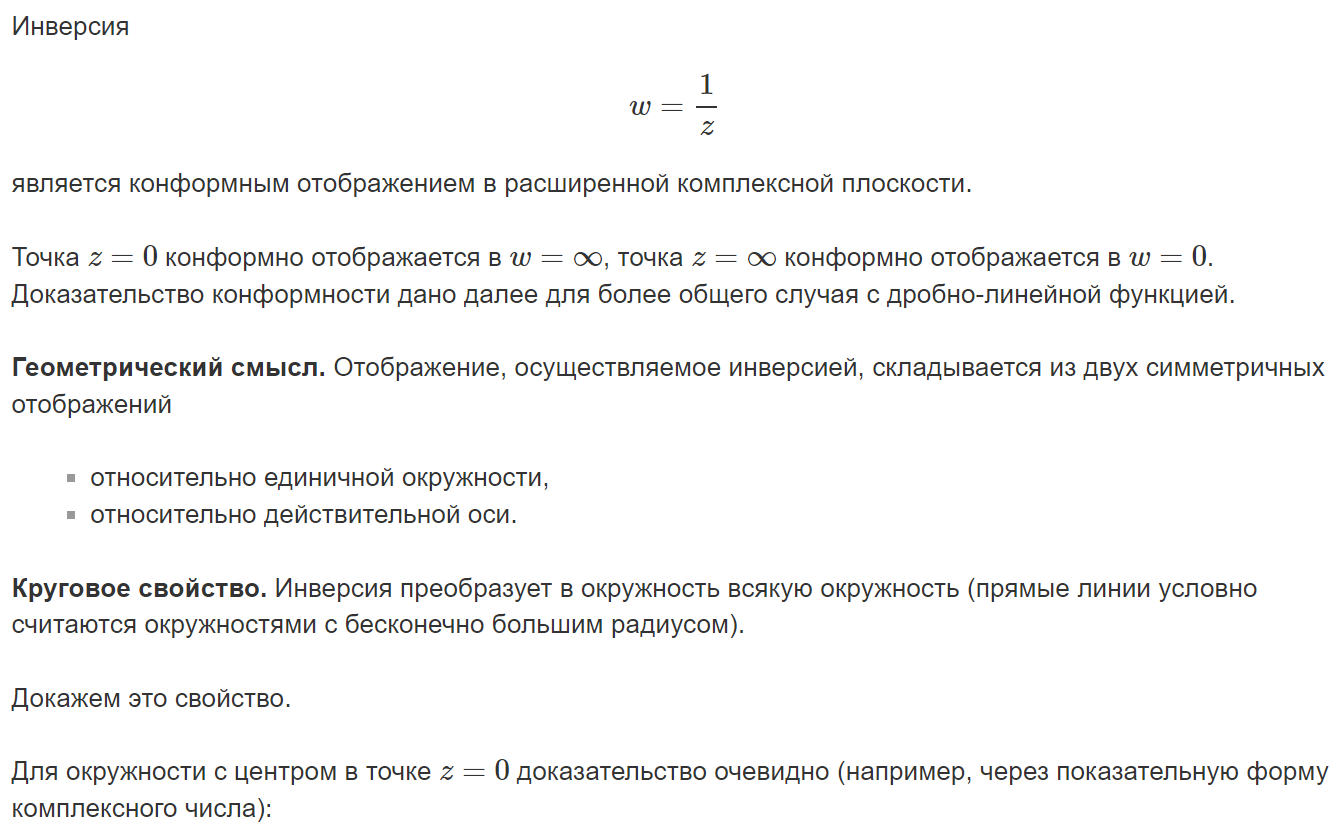 Инверсия
w = 1/z
является конформным отображением в расширенной комплексной плоскости.
Точка z = 0 конформно отображается в w = ∞, точка z = ∞ конформно отображается в w = 0.
Доказательство конформности дано далее для более общего случая с дробно-линейной функцией.
Геометрический смысл. Отображение, осуществляемое инверсией, складывается из двух симметричных
отображений
▪ относительно единичной окружности,
▪ относительно действительной оси.
Круговое свойство. Инверсия преобразует в окружность всякую окружность (прямые линии условно
считаются окружностями с бесконечно большим радиусом).
Докажем это свойство.
Для окружности с центром в точке z = 0 доказательство очевидно (например, через показательную форму
комплексного числа):